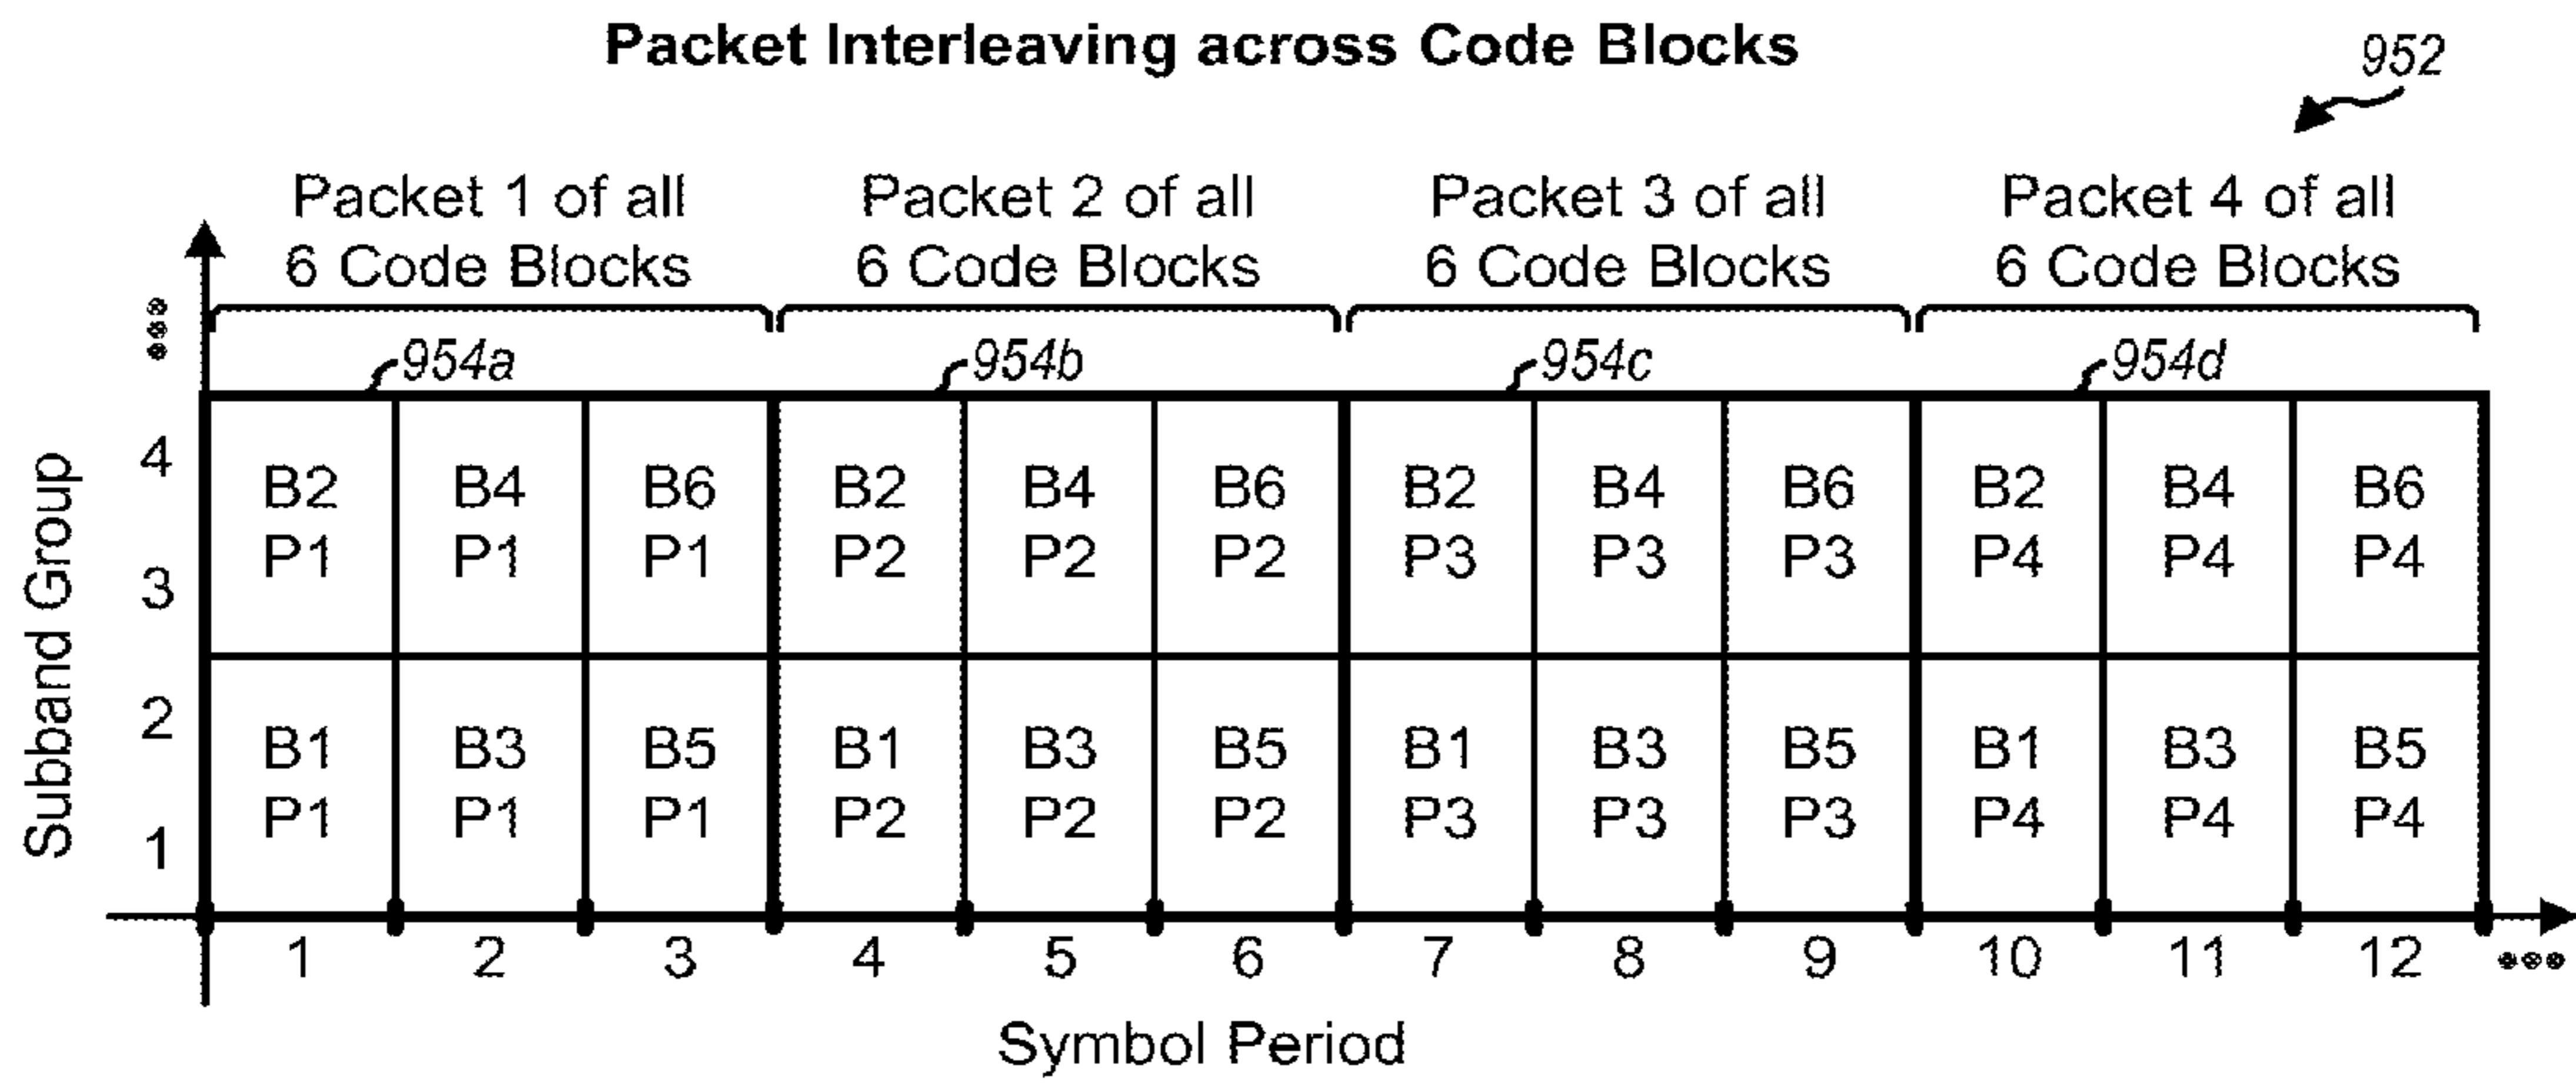 Packet Interleaving across Code Blocks
952
Packet 1 of all
6 Code Blocks
Packet 2 of all
6 Code Blocks
Packet 3 of all
6 Code Blocks
Packet 4 of all
6 Code Blocks
954a
954b
954c
954d
Subband Group
4
3
2
1
B2 B4 B6 B2 B4 B6 B2 B4 B6 B2 B4 B6
P1 P1 P1 P2 P2 P2 P3 P3 P3 P4 P4 P4
B1 B3 B5 B1 B3 B5 B1 B3 B5 B1 B3 B5
P1 P1 P1 P2 P2 P2 P3 P3 P3 P4 P4 P4
1 2 3 4 5 6 7 8 9 10 11 12
Symbol Period